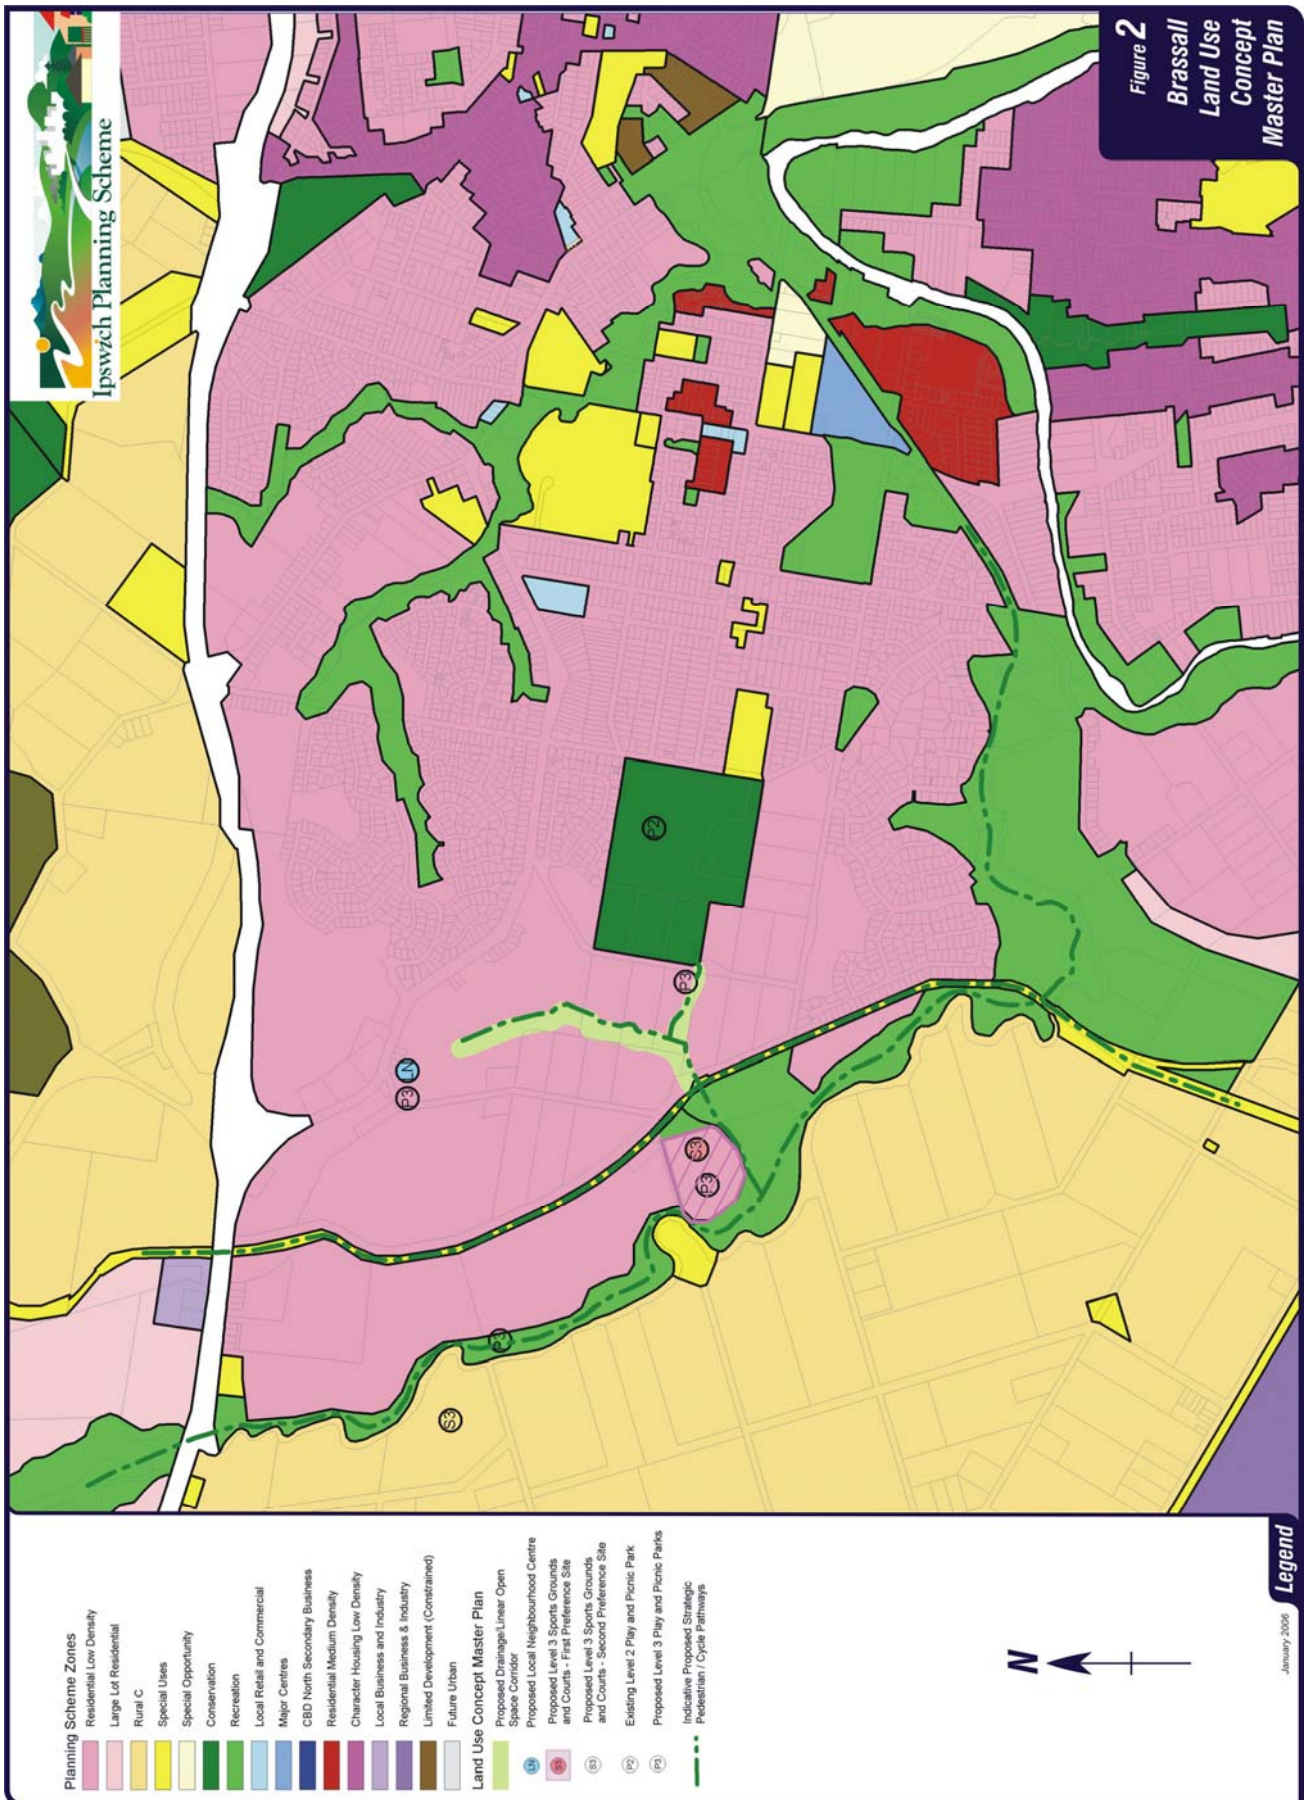 Figure 2
Brassall
Land Use
Concept
Master Plan
Ipswich Planning Scheme
P2
P3
P3
LN
S3
P3
P3
S3
Planning Scheme Zones
Residential Low Density
Large Lot Residential
Rural C
Special Uses
Special Opportunity
Conservation
Recreation
Local Retail and Commercial
Major Centres
CBD North Secondary Business
Residential Medium Density
Character Housing Low Density
Local Business and Industry
Regional Business & Industry
Limited Development (Constrained)
Future Urban
Land Use Concept Master Plan
Proposed Drainage/Linear Open
Space Corridor
LN Proposed Local Neighbourhood Centre
S3 Proposed Level 3 Sports Grounds
and Courts - First Preference Site
S3 Proposed Level 3 Sports Grounds
and Courts - Second Preference Site
P2 Existing Level 2 Play and Picnic Park
P3 Proposed Level 3 Play and Picnic Parks
Indicative Proposed Strategic
Pedestrian / Cycle Pathways
N
Legend
January 2006